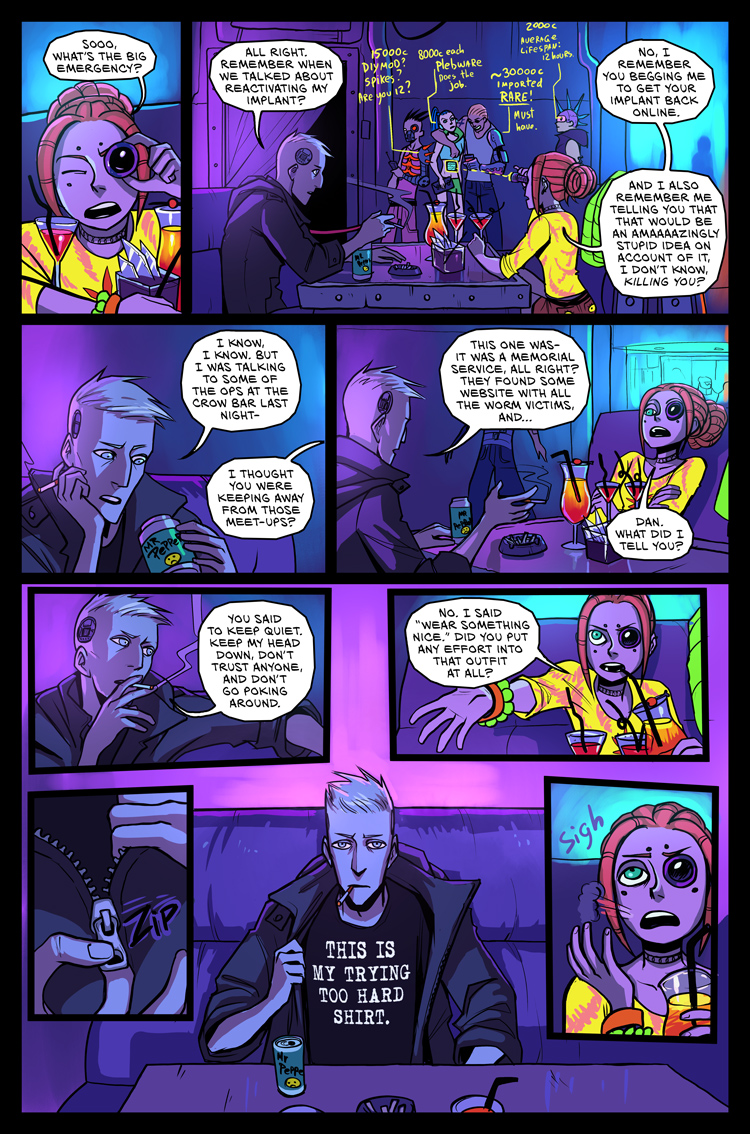 SOOO,
WHAT'S THE BIG
EMERGENCY?
ALL RIGHT.
REMEMBER WHEN
WE TALKED ABOUT
REACTIVATING MY
IMPLANT?
15000c
DIY MOD?
SPIKES?
Are you 12?
8000c each
Plebware
Does the
job.
~30000c
Imported
RARE!
Must
have.
2000c
Average
Lifespan:
12 hours.
NO, I
REMEMBER
YOU BEGGING ME
TO GET YOUR
IMPLANT BACK
ONLINE.
AND I ALSO
REMEMBER ME
TELLING YOU THAT
THAT WOULD BE
AN AMAAAAZINGLY
STUPID IDEA ON
ACCOUNT OF IT,
I DON'T KNOW,
KILLING YOU?
I KNOW,
I KNOW. BUT
I WAS TALKING
TO SOME OF
THE OPS AT THE
CROW BAR LAST
NIGHT-
I THOUGHT
YOU WERE
KEEPING AWAY
FROM THOSE
MEET-UPS?
MR
Peppe
THIS ONE WAS-
IT WAS A MEMORIAL
SERVICE, ALL RIGHT?
THEY FOUND SOME
WEBSITE WITH ALL
THE WORM VICTIMS,
AND...
DAN.
WHAT DID I
TELL YOU?
YOU SAID
TO KEEP QUIET.
KEEP MY HEAD
DOWN, DON'T
TRUST ANYONE,
AND DON'T
GO POKING
AROUND.
NO. I SAID
"WEAR SOMETHING
NICE." DID YOU PUT
ANY EFFORT INTO
THAT OUTFIT
AT ALL?
ZIP
THIS IS
MY TRYING
TOO HARD
SHIRT.
Mr
Peppe
Sigh